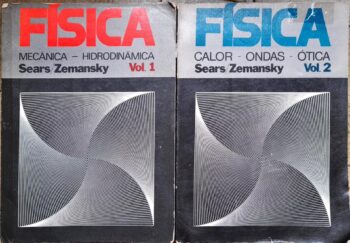 FÍSICA
MECÂNICA – HIDRODINÂMICA
Sears/Zemansky Vol. 1
FÍSICA
CALOR - ONDAS - ÓTICA
Sears/Zemansky Vol. 2